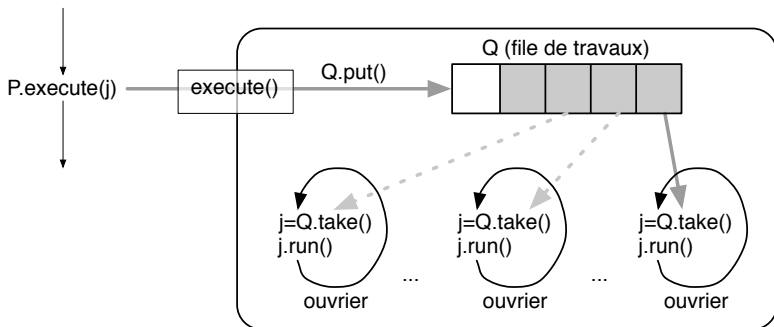 Q (file de travaux)
P.execute(j)
execute()
Q.put()
j=Q.take()
j.run()
ouvrier
...
j=Q.take()
j.run()
ouvrier
...
j=Q.take()
j.run()
ouvrier